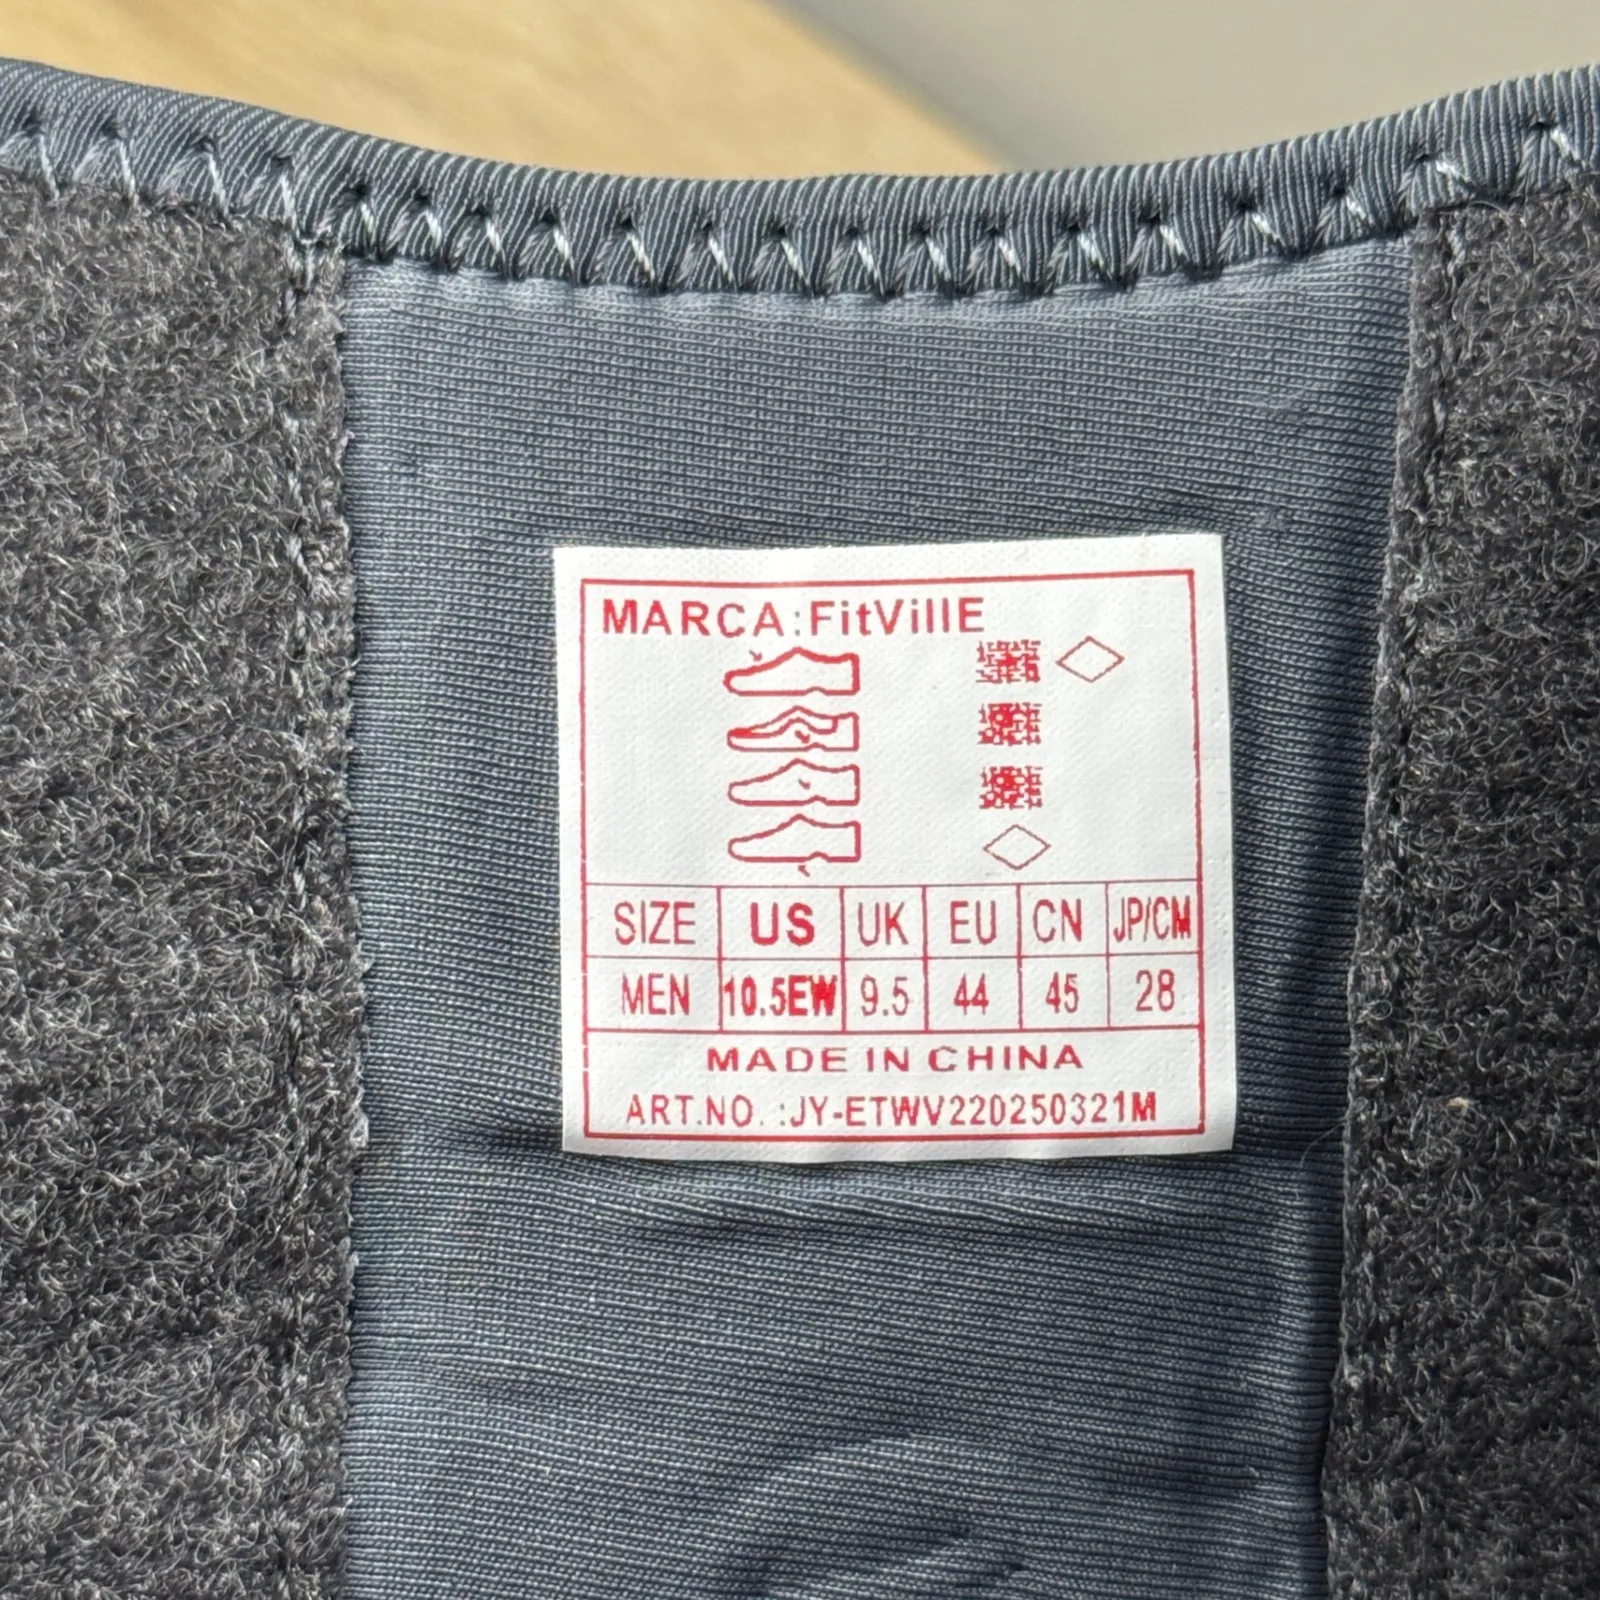 MARCA:FitVillE
SIZE US UK EU CN JP/CM
MEN 10.5EW 9.5 44 45 28
MADE IN CHINA
ART.NO. :JY-ETWV220250321M